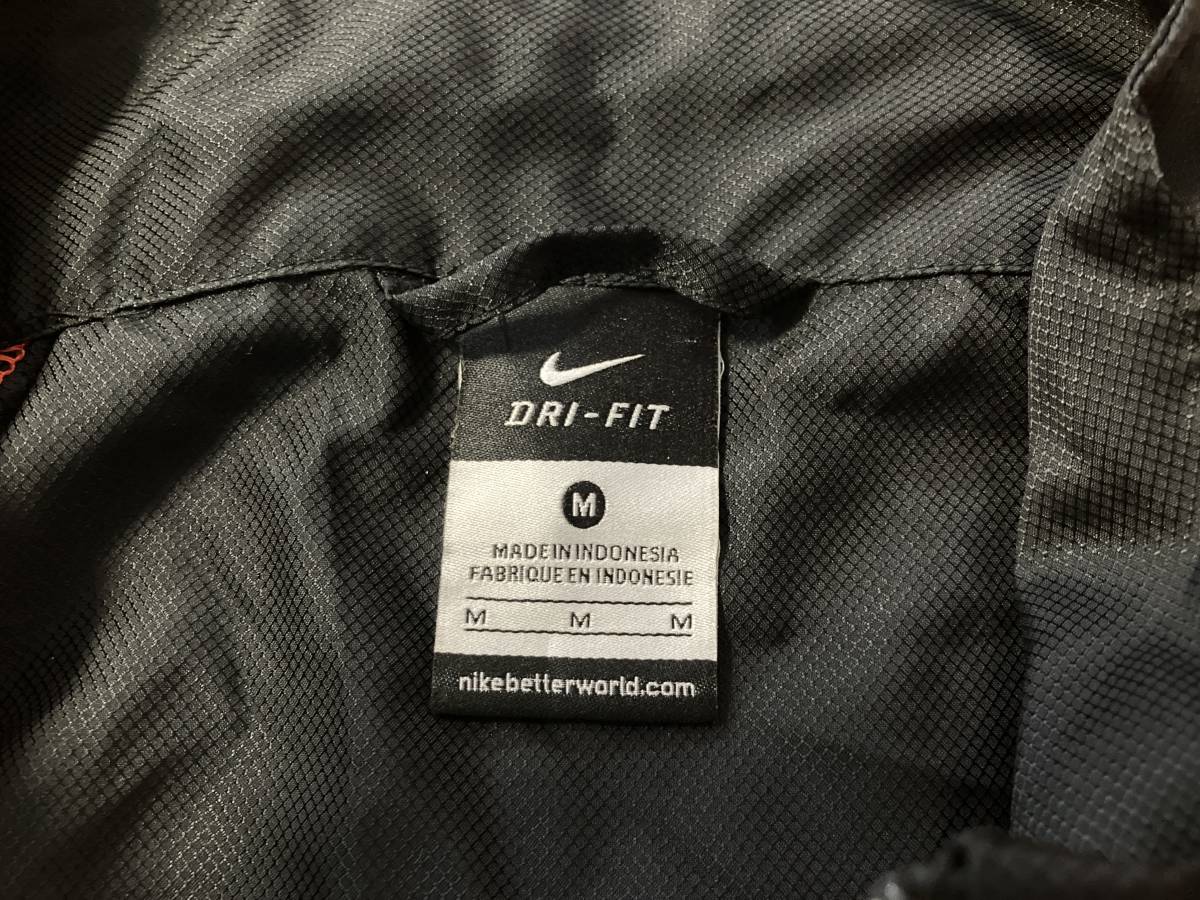 DRI-FIT
M
MADE IN INDONESIA
FABRIQUE EN INDONESIE
M M M
nikebetterworld.com